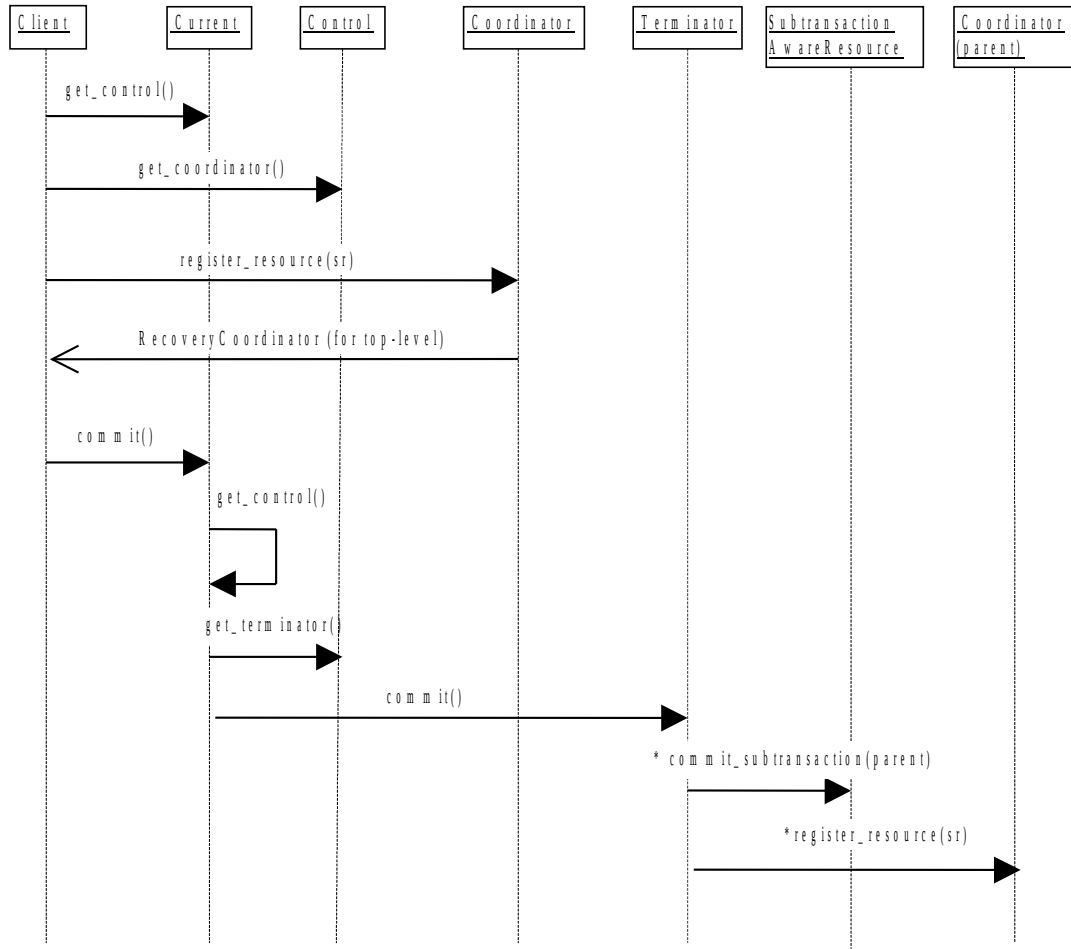 Client
Current
Control
Coordinator
Terminator
Subtransaction
AwareResource
Coordinator
(parent)
get_control()
get_coordinator()
register_resource(sr)
RecoveryCoordinator (for top-level)
commit()
get_control()
get_terminator()
commit()
* commit_subtransaction(parent)
*register_resource(sr)